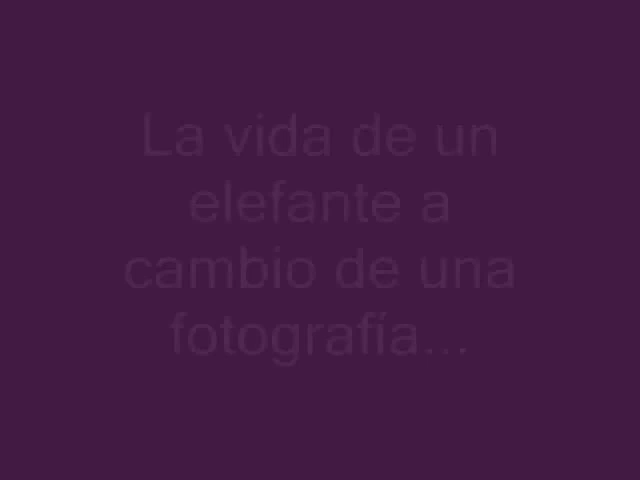 La vida de un
elefante a
cambio de una
fotografía...